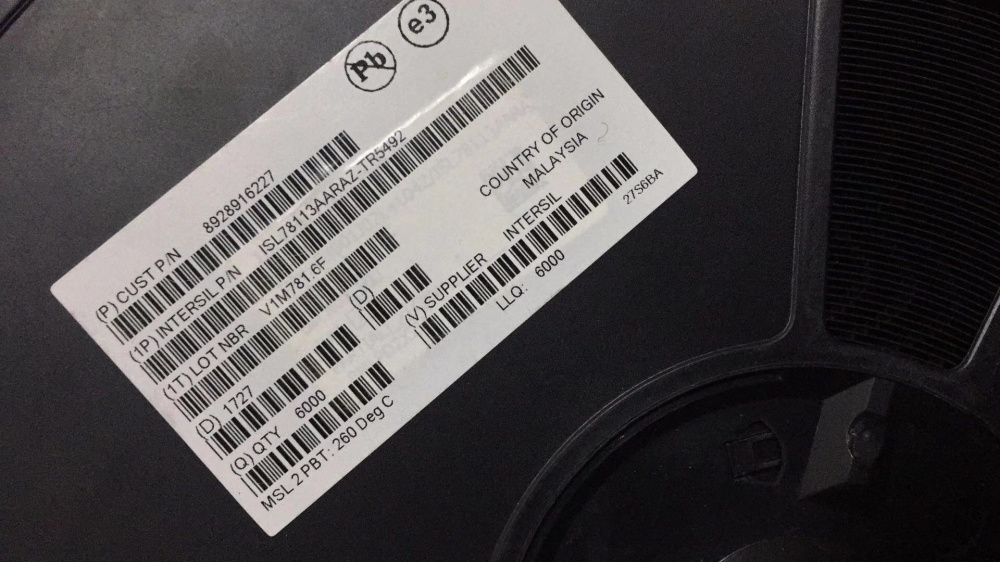 Pb e3
(P) CUST P/N 8928916227
(1P) INTERSIL P/N ISL78113AARAZ-TR5492
(1T) LOT NBR V1M781.6F
(D) 1727 (D)
(Q) QTY 6000
MSL 2 PBT: 260 Deg C
COUNTRY OF ORIGIN
MALAYSIA
(V) SUPPLIER INTERSIL
LLQ: 6000
27S6BA